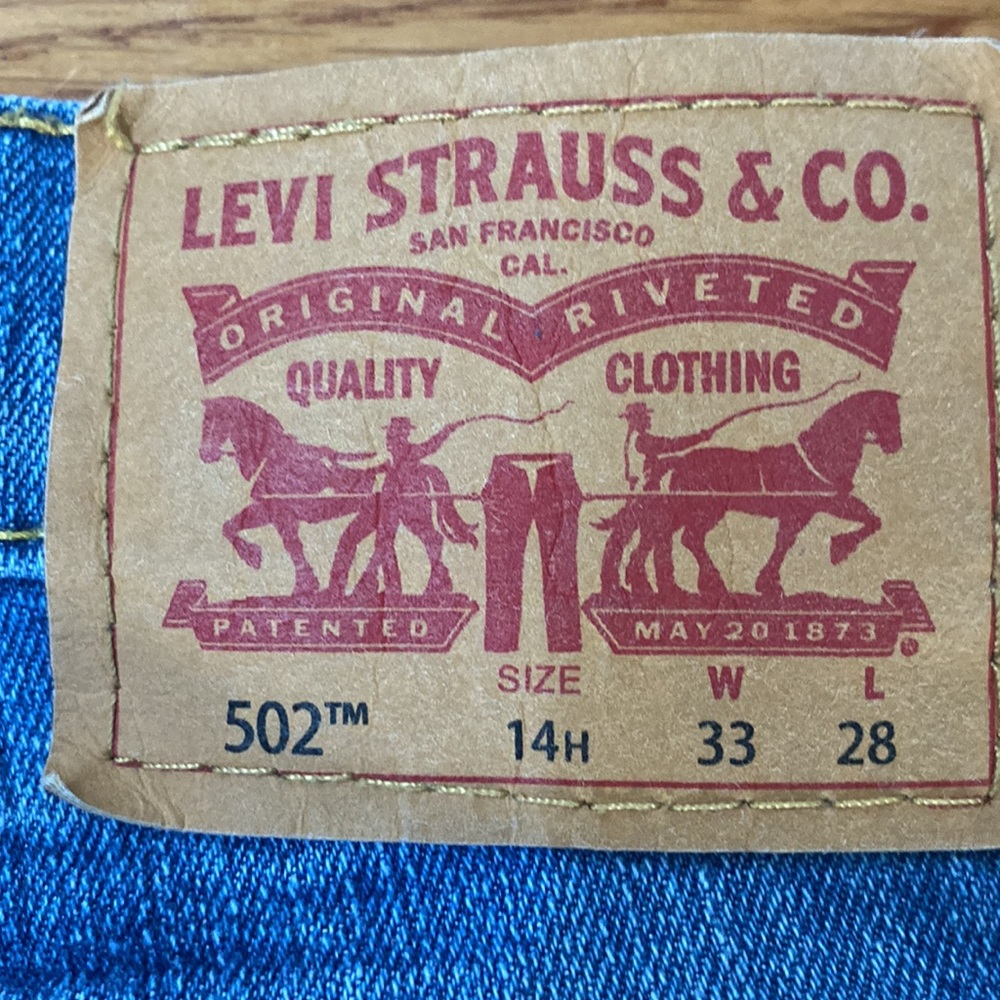 LEVI STRAUSS & CO.
SAN FRANCISCO
CAL.
ORIGINAL RIVETED
QUALITY CLOTHING
PATENTED MAY 20 1873 ®
SIZE W L
502™ 14H 33 28